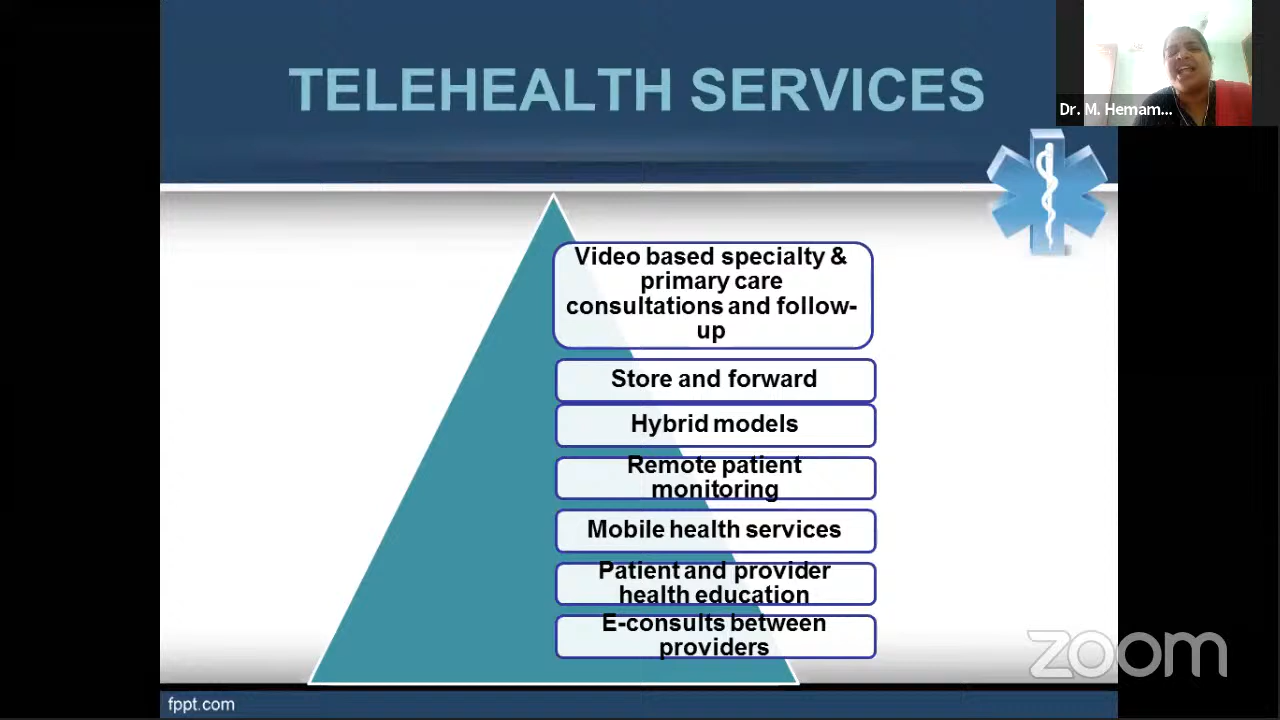 TELEHEALTH SERVICES
Dr. M. Hemam...
Video based specialty &
primary care
consultations and follow-
up
Store and forward
Hybrid models
Remote patient
monitoring
Mobile health services
Patient and provider
health education
E-consults between
providers
zoom
fppt.com